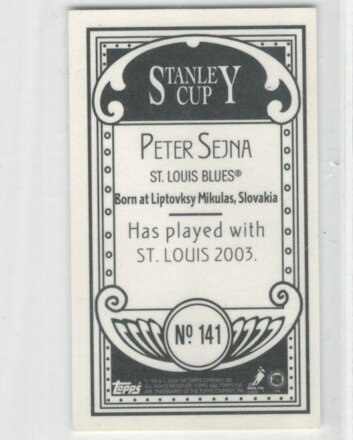 STANLEY
CUP
PETER SEJNA
ST. LOUIS BLUES®
Born at Liptovksy Mikulas, Slovakia
Has played with
ST. LOUIS 2003.
Nº 141
topps